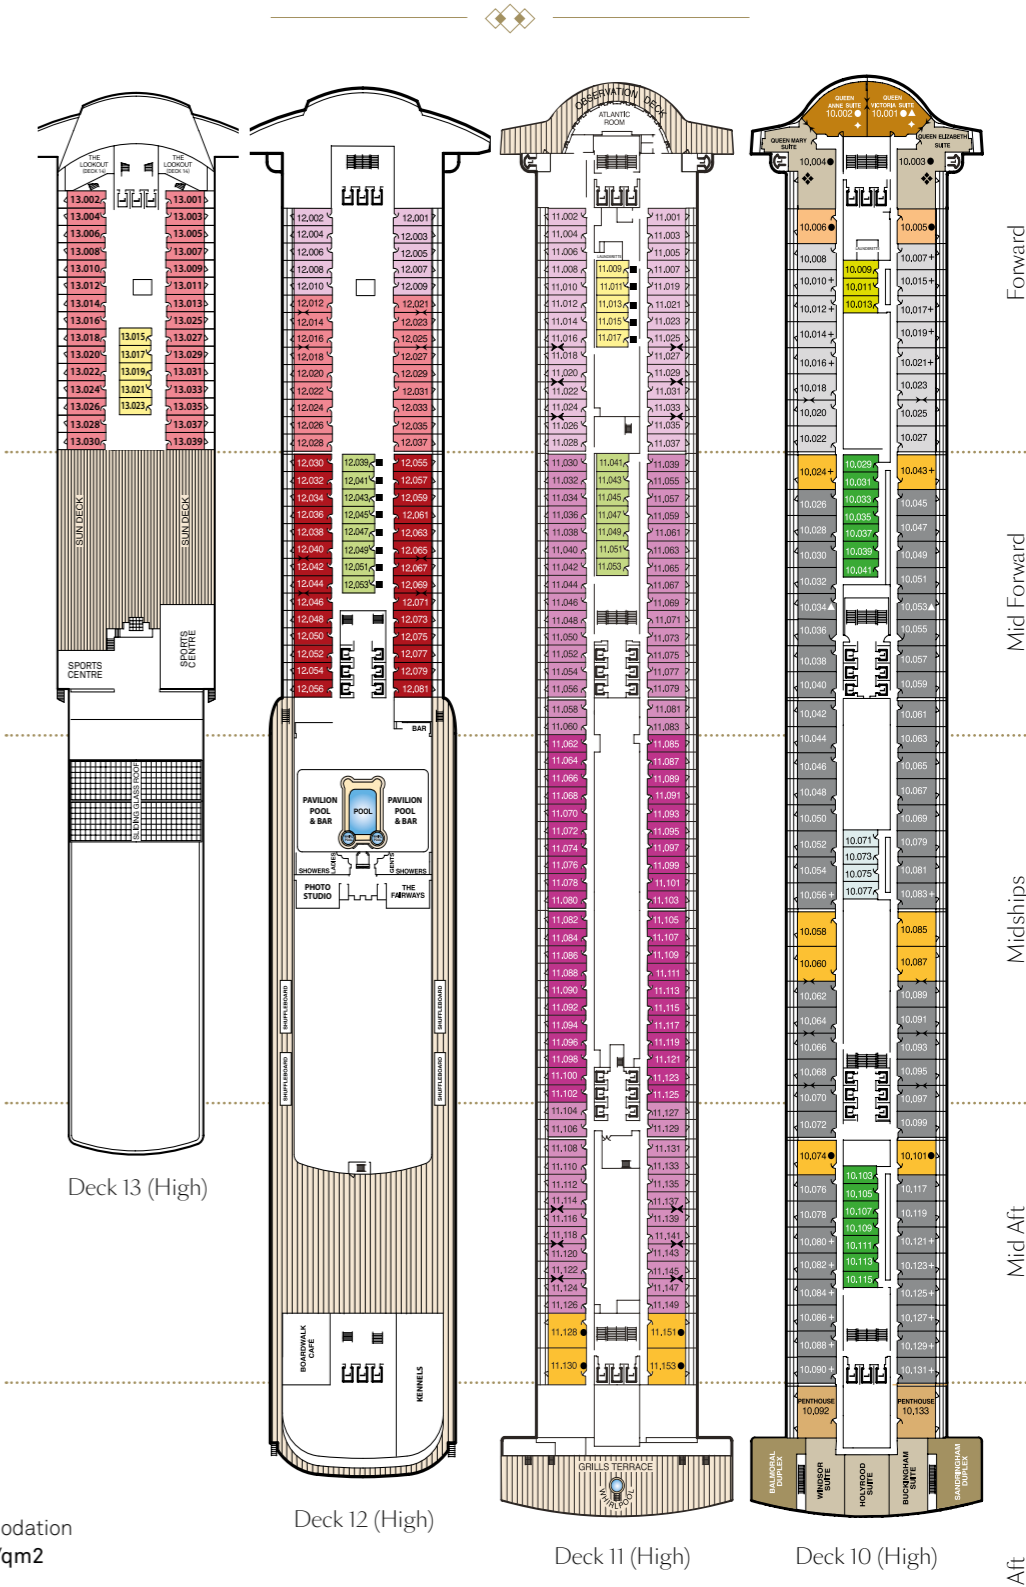 THE LOOKOUT (DECK 14)
THE LOOKOUT (DECK 14)
13.002 13.001
13.004 13.003
13.006 13.005
13.008 13.007
13.010 13.009
13.012 13.011
13.014 13.013
13.016 13.025
13.018 13.015 13.027
13.020 13.017 13.029
13.022 13.019 13.031
13.024 13.021 13.033
13.026 13.023 13.035
13.028 13.037
13.030 13.039
SUN DECK
SUN DECK
SPORTS CENTRE
SPORTS CENTRE
SLIDING GLASS ROOF
Deck 13 (High)
12.002 12.001
12.004 12.003
12.006 12.005
12.008 12.007
12.010 12.009
12.012 12.021
12.014 12.023
12.016 12.025
12.018 12.027
12.020 12.029
12.022 12.031
12.024 12.033
12.026 12.035
12.028 12.037
12.030 12.039 12.055
12.032 12.041 12.057
12.034 12.043 12.059
12.036 12.045 12.061
12.038 12.047 12.063
12.040 12.049 12.065
12.042 12.051 12.067
12.044 12.053 12.069
12.046 12.071
12.048 12.073
12.050 12.075
12.052 12.077
12.054 12.079
12.056 12.081
BAR
PAVILION POOL & BAR
POOL
PAVILION POOL & BAR
SHOWERS
LADIES
GENTS
SHOWERS
PHOTO STUDIO
THE FAIRWAYS
SHUFFLEBOARD
SHUFFLEBOARD
SHUFFLEBOARD
SHUFFLEBOARD
BOARDWALK CAFÉ
KENNELS
Deck 12 (High)
OBSERVATION DECK
ATLANTIC ROOM
LAUNDERETTE
11.002 11.001
11.004 11.003
11.006 11.005
11.008 11.009 11.007
11.010 11.011 11.019
11.012 11.013 11.021
11.014 11.015 11.023
11.016 11.017 11.025
11.018 11.027
11.020 11.029
11.022 11.031
11.024 11.033
11.026 11.035
11.028 11.037
11.030 11.041 11.039
11.032 11.043 11.055
11.034 11.045 11.057
11.036 11.047 11.059
11.038 11.049 11.061
11.040 11.051 11.063
11.042 11.053 11.065
11.044 11.067
11.046 11.069
11.048 11.071
11.050 11.073
11.052 11.075
11.054 11.077
11.056 11.079
11.058 11.081
11.060 11.083
11.062 11.085
11.064 11.087
11.066 11.089
11.068 11.091
11.070 11.093
11.072 11.095
11.074 11.097
11.076 11.099
11.078 11.101
11.080 11.103
11.082 11.105
11.084 11.107
11.086 11.109
11.088 11.111
11.090 11.113
11.092 11.115
11.094 11.117
11.096 11.119
11.098 11.121
11.100 11.123
11.102 11.125
11.104 11.127
11.106 11.129
11.108 11.131
11.110 11.133
11.112 11.135
11.114 11.137
11.116 11.139
11.118 11.141
11.120 11.143
11.122 11.145
11.124 11.147
11.126 11.149
11.128 11.151
11.130 11.153
GRILLS TERRACE
WHIRLPOOL
Deck 11 (High)
QUEEN ANNE SUITE 10.002
QUEEN VICTORIA SUITE 10.001
QUEEN MARY SUITE
QUEEN ELIZABETH SUITE
10.004 10.003
10.006 10.005
LAUNDERETTE
10.008 10.007+
10.010+ 10.009 10.015+
10.012+ 10.011 10.017+
10.013
10.014+ 10.019+
10.016+ 10.021+
10.018 10.023
10.020 10.025
10.022 10.027
10.024+ 10.029 10.043+
10.031
10.026 10.033 10.045
10.035
10.028 10.037 10.047
10.030 10.039 10.049
10.032 10.041 10.051
10.034 10.053
10.036 10.055
10.038 10.057
10.040 10.059
10.042 10.061
10.044 10.063
10.046 10.065
10.048 10.067
10.050 10.069
10.052 10.071 10.079
10.073
10.054 10.075 10.081
10.056+ 10.077 10.083+
10.058 10.085
10.060 10.087
10.062 10.089
10.064 10.091
10.066 10.093
10.068 10.095
10.070 10.097
10.072 10.099
10.074 10.101
10.103
10.076 10.105 10.117
10.078 10.107 10.119
10.109
10.080+ 10.111 10.121+
10.082+ 10.113 10.123+
10.115
10.084+ 10.125+
10.086+ 10.127+
10.088+ 10.129+
10.090+ 10.131+
PENTHOUSE 10.092
PENTHOUSE 10.133
BALMORAL DUPLEX
WINDSOR SUITE
HOLYROOD SUITE
BUCKINGHAM SUITE
SANDRINGHAM DUPLEX
Deck 10 (High)
Forward
Mid Forward
Midships
Mid Aft
Aft
odation
/qm2